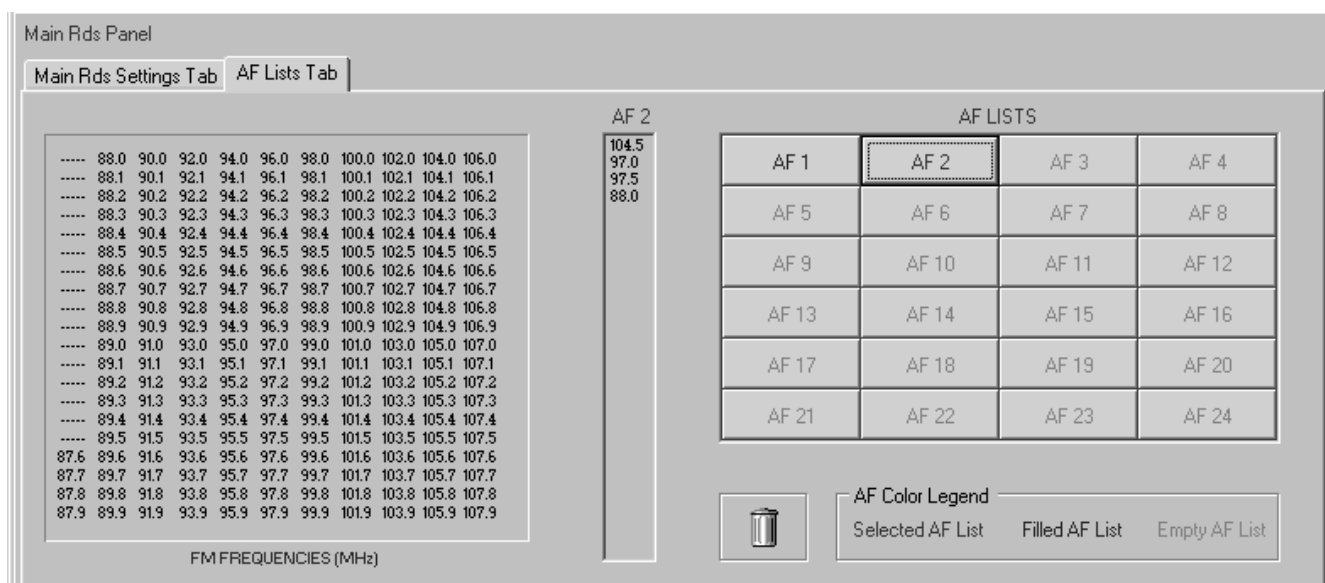 Main Rds Panel
Main Rds Settings Tab AF Lists Tab
AF 2
AF LISTS
----- 88.0 90.0 92.0 94.0 96.0 98.0 100.0 102.0 104.0 106.0
----- 88.1 90.1 92.1 94.1 96.1 98.1 100.1 102.1 104.1 106.1
----- 88.2 90.2 92.2 94.2 96.2 98.2 100.2 102.2 104.2 106.2
----- 88.3 90.3 92.3 94.3 96.3 98.3 100.3 102.3 104.3 106.3
----- 88.4 90.4 92.4 94.4 96.4 98.4 100.4 102.4 104.4 106.4
----- 88.5 90.5 92.5 94.5 96.5 98.5 100.5 102.5 104.5 106.5
----- 88.6 90.6 92.6 94.6 96.6 98.6 100.6 102.6 104.6 106.6
----- 88.7 90.7 92.7 94.7 96.7 98.7 100.7 102.7 104.7 106.7
----- 88.8 90.8 92.8 94.8 96.8 98.8 100.8 102.8 104.8 106.8
----- 88.9 90.9 92.9 94.9 96.9 98.9 100.9 102.9 104.9 106.9
----- 89.0 91.0 93.0 95.0 97.0 99.0 101.0 103.0 105.0 107.0
----- 89.1 91.1 93.1 95.1 97.1 99.1 101.1 103.1 105.1 107.1
----- 89.2 91.2 93.2 95.2 97.2 99.2 101.2 103.2 105.2 107.2
----- 89.3 91.3 93.3 95.3 97.3 99.3 101.3 103.3 105.3 107.3
----- 89.4 91.4 93.4 95.4 97.4 99.4 101.4 103.4 105.4 107.4
----- 89.5 91.5 93.5 95.5 97.5 99.5 101.5 103.5 105.5 107.5
87.6 89.6 91.6 93.6 95.6 97.6 99.6 101.6 103.6 105.6 107.6
87.7 89.7 91.7 93.7 95.7 97.7 99.7 101.7 103.7 105.7 107.7
87.8 89.8 91.8 93.8 95.8 97.8 99.8 101.8 103.8 105.8 107.8
87.9 89.9 91.9 93.9 95.9 97.9 99.9 101.9 103.9 105.9 107.9
FM FREQUENCIES (MHz)
104.5
97.0
97.5
88.0
AF 1 AF 2 AF 3 AF 4
AF 5 AF 6 AF 7 AF 8
AF 9 AF 10 AF 11 AF 12
AF 13 AF 14 AF 15 AF 16
AF 17 AF 18 AF 19 AF 20
AF 21 AF 22 AF 23 AF 24
AF Color Legend
Selected AF List Filled AF List Empty AF List